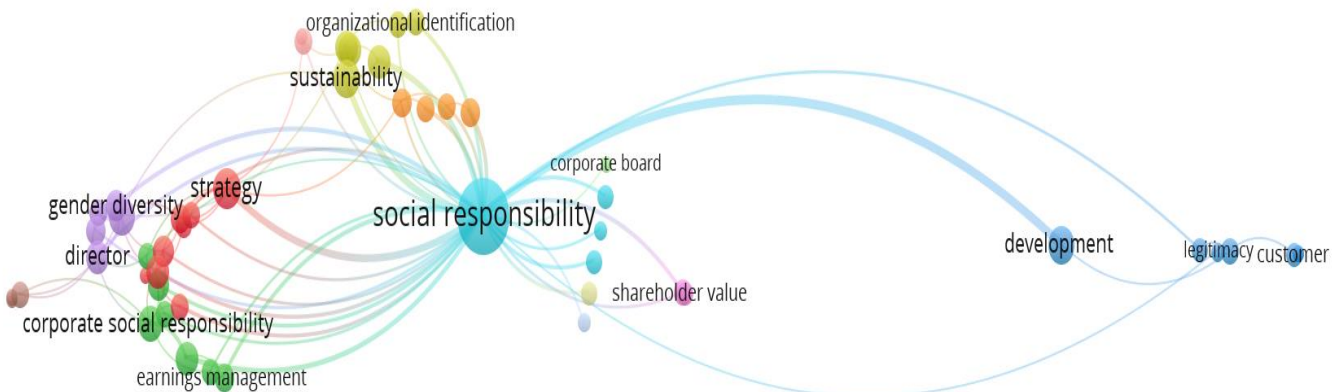 organizational identification
sustainability
corporate board
strategy
gender diversity
social responsibility
development
legitimacy
customer
director
shareholder value
corporate social responsibility
earnings management